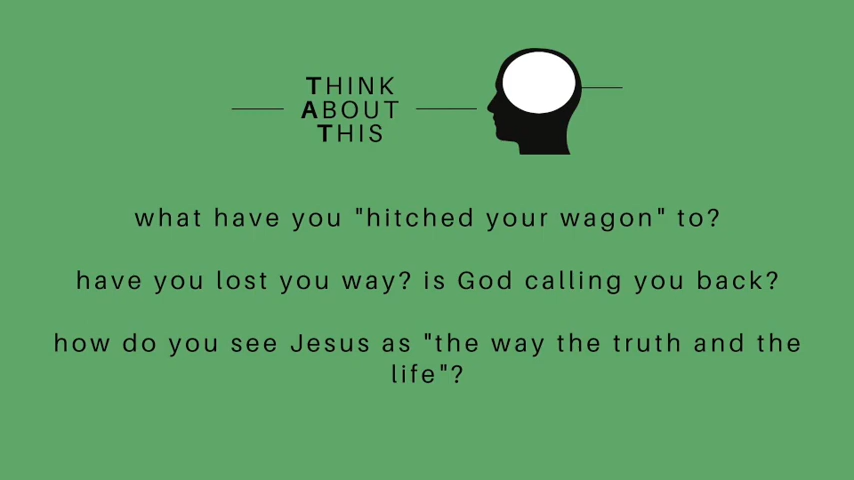 THINK
ABOUT
THIS
what have you "hitched your wagon" to?
have you lost you way? is God calling you back?
how do you see Jesus as "the way the truth and the
life"?